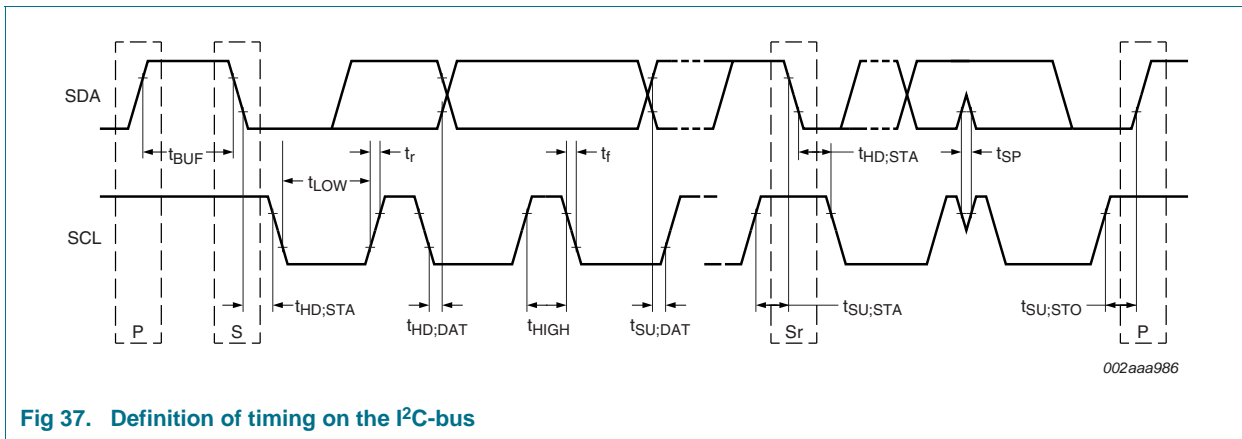 SDA
tBUF
tLOW
tr
tf
tHD;STA
tSP
SCL
tHD;STA
tHD;DAT
tHIGH
tSU;DAT
tSU;STA
tSU;STO
P
S
Sr
P
002aaa986
Fig 37. Definition of timing on the I²C-bus